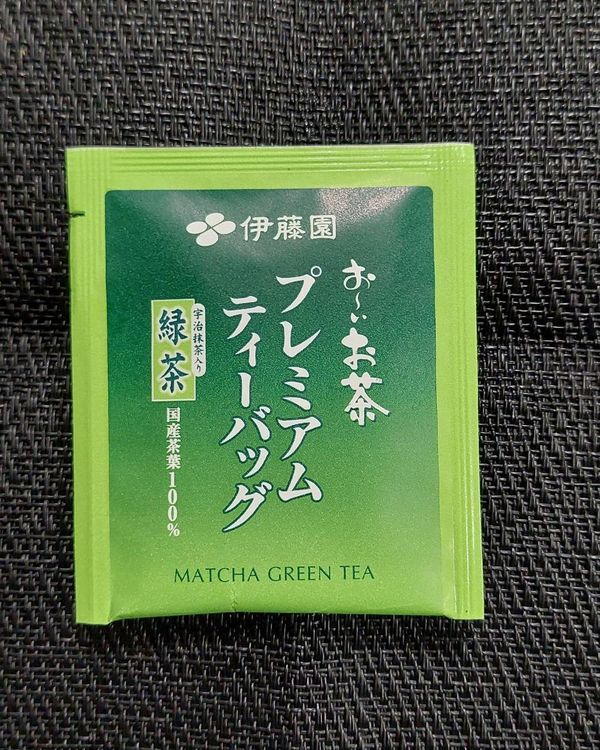 伊藤園
お～いお茶
プレミアム
ティーバッグ
宇治抹茶入り
緑茶
国産茶葉100%
MATCHA GREEN TEA